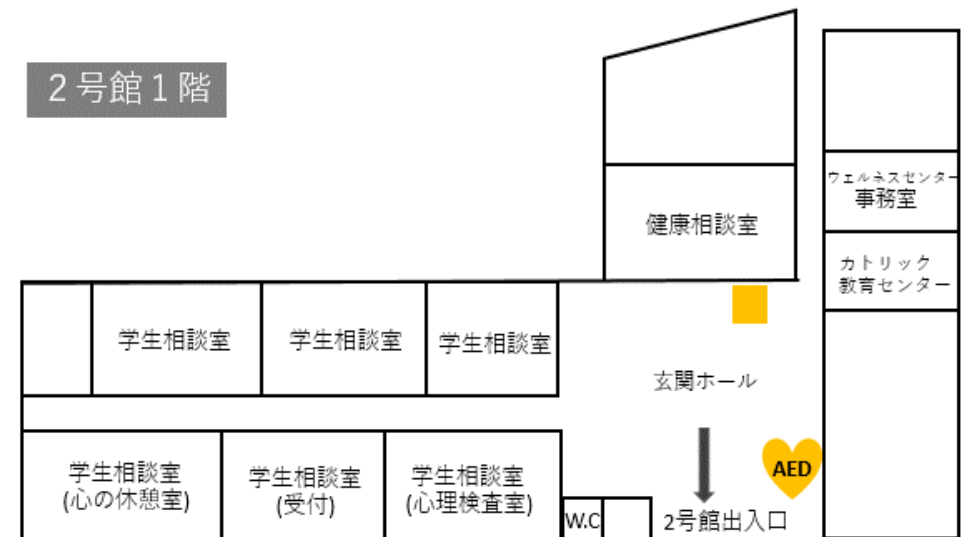 ２号館１階
健康相談室
ウェルネスセンター
事務室
カトリック
教育センター
学生相談室
学生相談室
学生相談室
玄関ホール
学生相談室
(心の休憩室)
学生相談室
(受付)
学生相談室
(心理検査室)
AED
W.C
2号館出入口